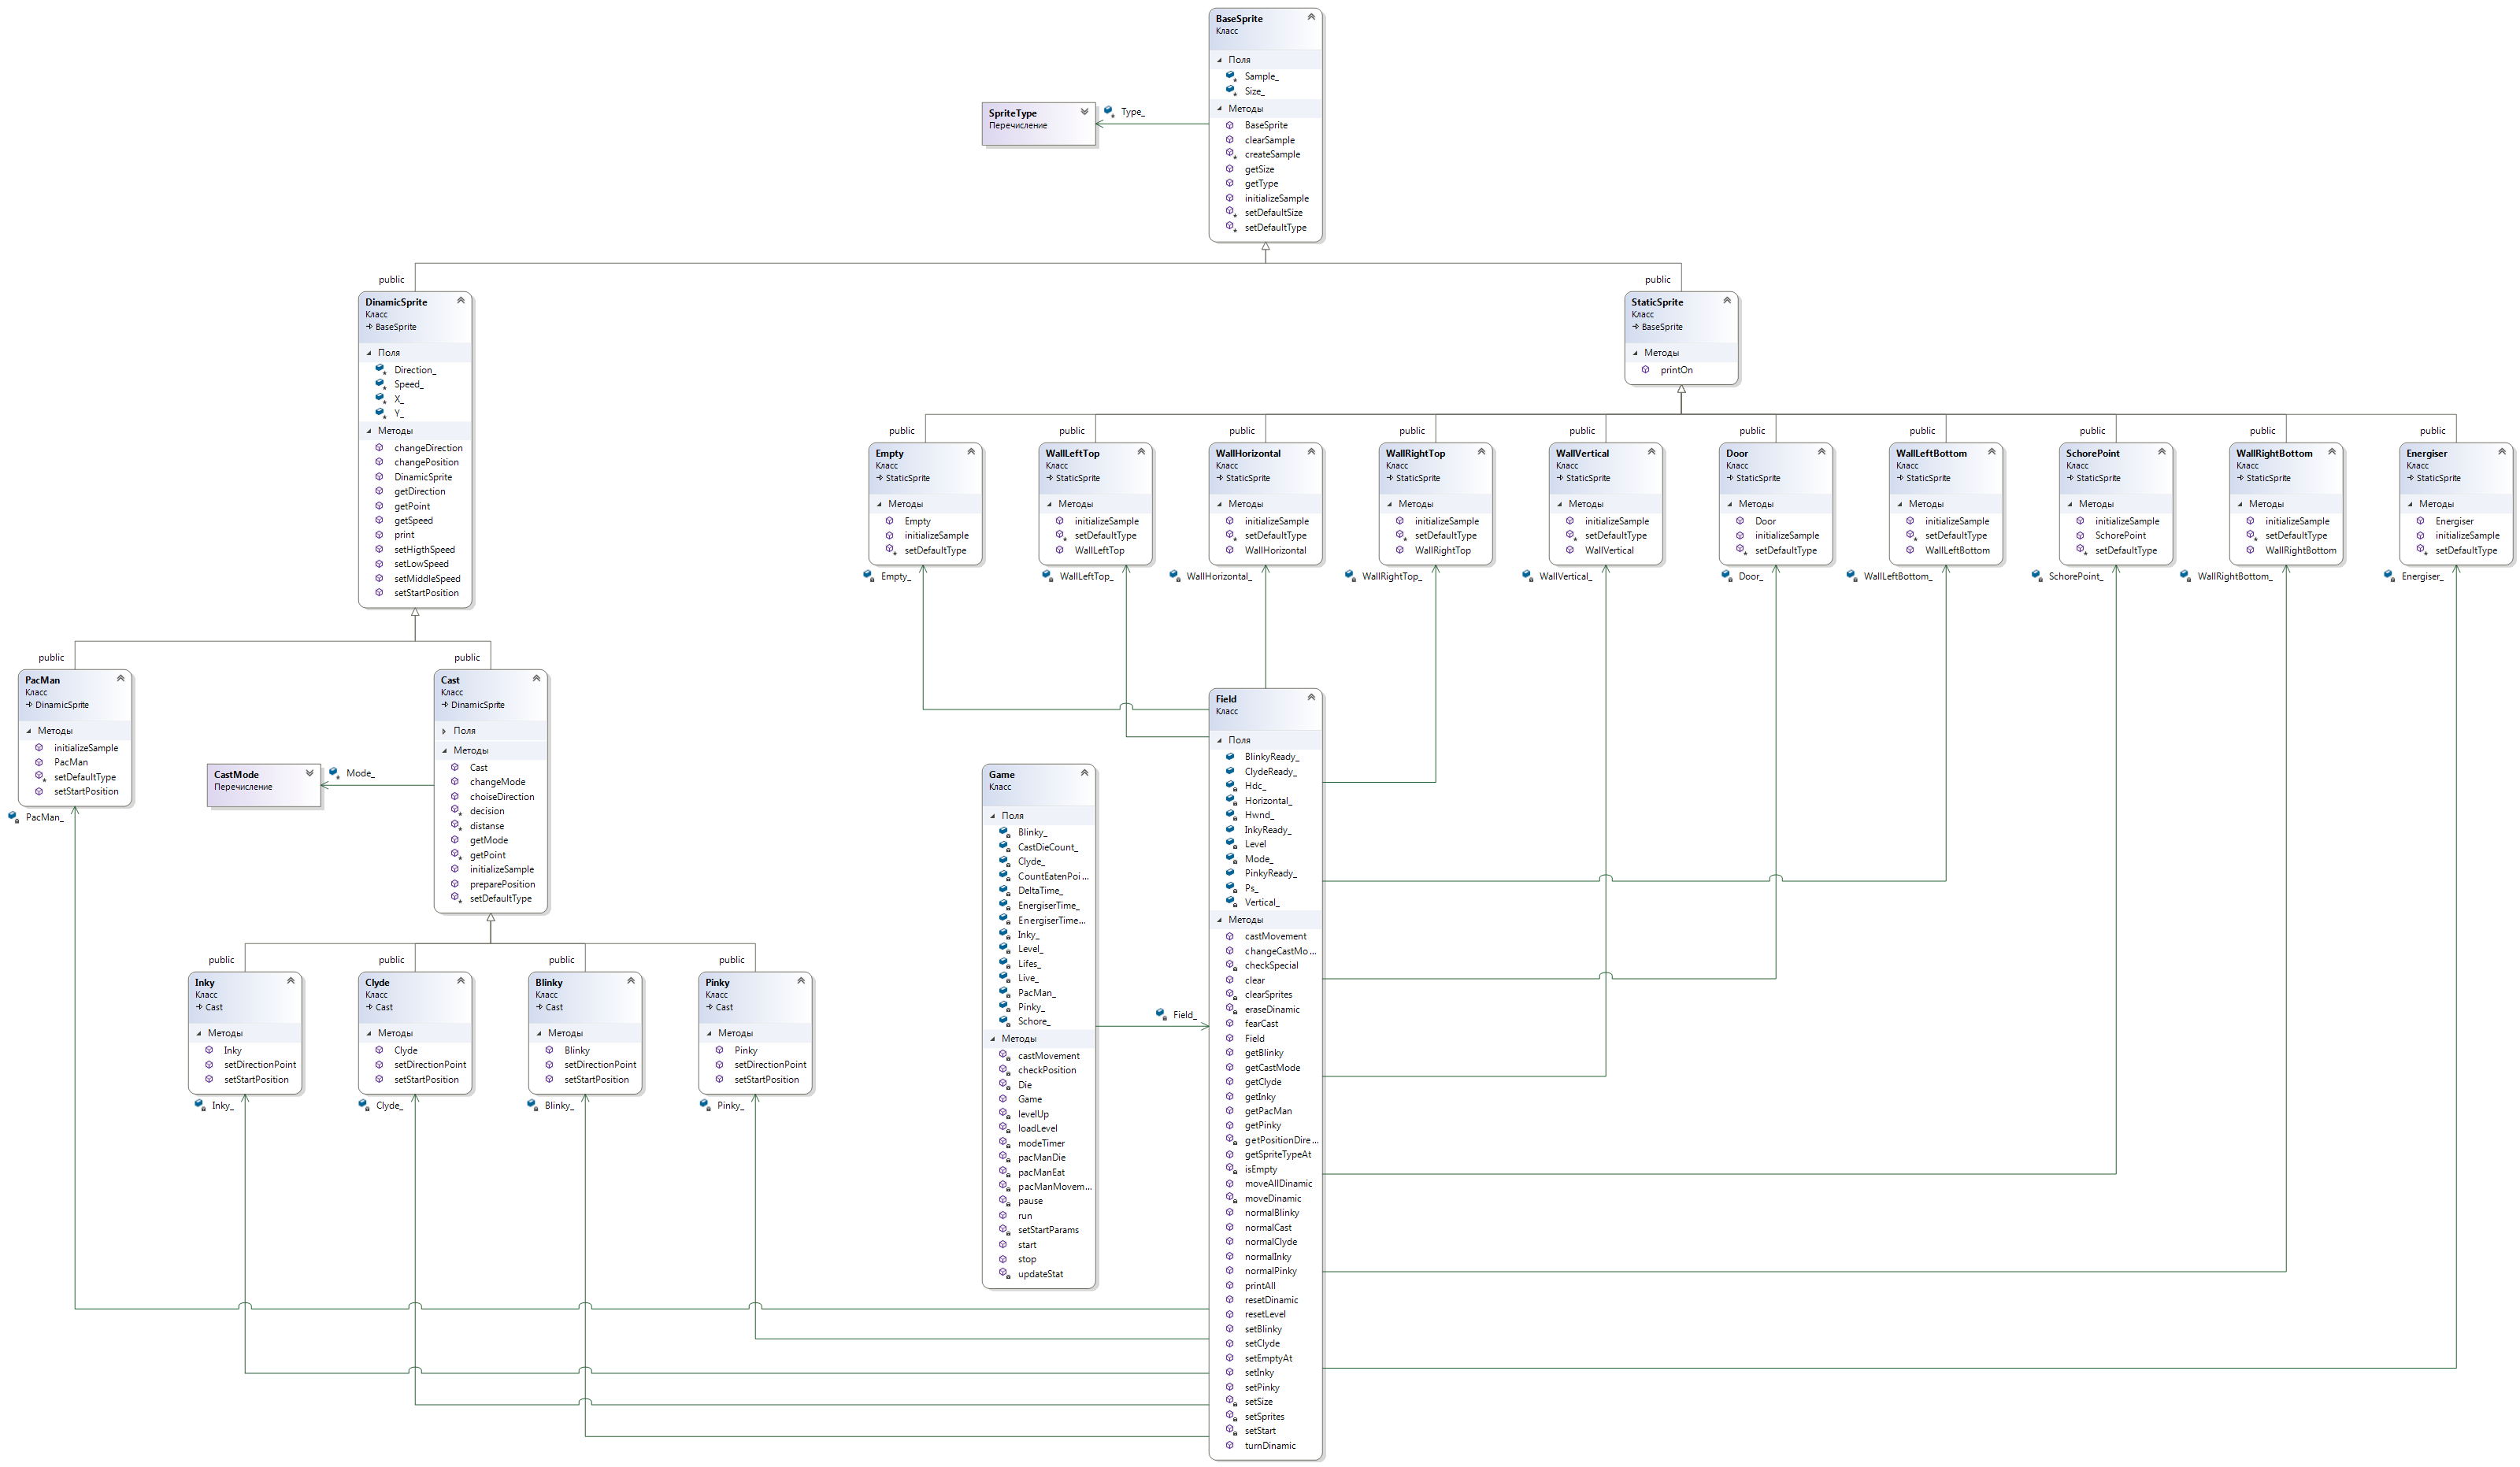 BaseSprite
Класс
Поля
Sample_
Size_
Методы
BaseSprite
clearSample
createSample
getSize
getType
initializeSample
setDefaultSize
setDefaultType
SpriteType
Перечисление
Type_
public
public
DinamicSprite
Класс
BaseSprite
Поля
Direction_
Speed_
X_
Y_
Методы
changeDirection
changePosition
DinamicSprite
getDirection
getPoint
getSpeed
print
setHigthSpeed
setLowSpeed
setMiddleSpeed
setStartPosition
StaticSprite
Класс
BaseSprite
Методы
printOn
public
Empty
Класс
StaticSprite
Методы
Empty
initializeSample
setDefaultType
Empty_
public
WallLeftTop
Класс
StaticSprite
Методы
initializeSample
setDefaultType
WallLeftTop
WallLeftTop_
public
WallHorizontal
Класс
StaticSprite
Методы
initializeSample
setDefaultType
WallHorizontal
WallHorizontal_
public
WallRightTop
Класс
StaticSprite
Методы
initializeSample
setDefaultType
WallRightTop
WallRightTop_
public
WallVertical
Класс
StaticSprite
Методы
initializeSample
setDefaultType
WallVertical
WallVertical_
public
Door
Класс
StaticSprite
Методы
Door
initializeSample
setDefaultType
Door_
public
WallLeftBottom
Класс
StaticSprite
Методы
initializeSample
setDefaultType
WallLeftBottom
WallLeftBottom_
public
SchorePoint
Класс
StaticSprite
Методы
initializeSample
SchorePoint
setDefaultType
SchorePoint_
public
WallRightBottom
Класс
StaticSprite
Методы
initializeSample
setDefaultType
WallRightBottom
WallRightBottom_
public
Energiser
Класс
StaticSprite
Методы
Energiser
initializeSample
setDefaultType
Energiser_
public
PacMan
Класс
DinamicSprite
Методы
initializeSample
PacMan
setDefaultType
setStartPosition
PacMan_
public
Cast
Класс
DinamicSprite
Поля
Методы
Cast
changeMode
choiseDirection
decision
distanse
getMode
getPoint
initializeSample
preparePosition
setDefaultType
CastMode
Перечисление
Mode_
public
Inky
Класс
Cast
Методы
Inky
setDirectionPoint
setStartPosition
Inky_
public
Clyde
Класс
Cast
Методы
Clyde
setDirectionPoint
setStartPosition
Clyde_
public
Blinky
Класс
Cast
Методы
Blinky
setDirectionPoint
setStartPosition
Blinky_
public
Pinky
Класс
Cast
Методы
Pinky
setDirectionPoint
setStartPosition
Pinky_
Game
Класс
Поля
Blinky_
CastDieCount_
Clyde_
CountEatenPoi...
DeltaTime_
EnergiserTime_
EnergiserTime...
Inky_
Level_
Lifes_
Live_
PacMan_
Pinky_
Schore_
Методы
castMovement
checkPosition
Die
Game
levelUp
loadLevel
modeTimer
pacManDie
pacManEat
pacManMovem...
pause
run
setStartParams
start
stop
updateStat
Field_
Field
Класс
Поля
BlinkyReady_
ClydeReady_
Hdc_
Horizontal_
Hwnd_
InkyReady_
Level
Mode_
PinkyReady_
Ps_
Vertical_
Методы
castMovement
changeCastMo...
checkSpecial
clear
clearSprites
eraseDinamic
fearCast
Field
getBlinky
getCastMode
getClyde
getInky
getPacMan
getPinky
getPositionDire...
getSpriteTypeAt
isEmpty
moveAllDinamic
moveDinamic
normalBlinky
normalCast
normalClyde
normalInky
normalPinky
printAll
resetDinamic
resetLevel
setBlinky
setClyde
setEmptyAt
setInky
setPinky
setSize
setSprites
setStart
turnDinamic